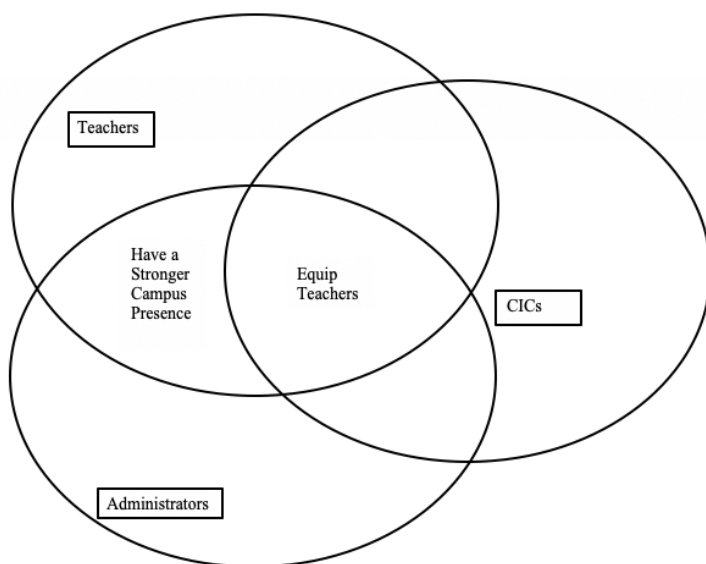 Teachers
Have a
Stronger
Campus
Presence
Equip
Teachers
CICs
Administrators